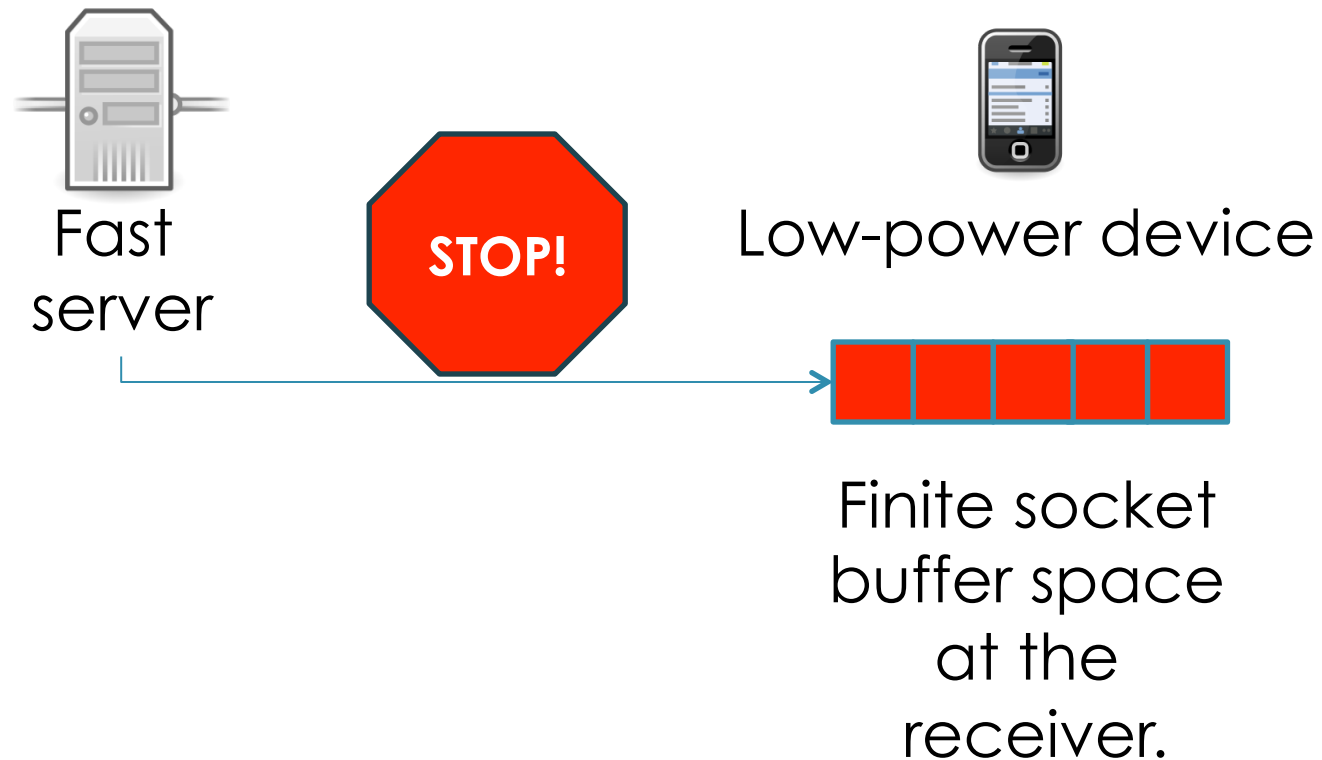 Fast
server
STOP!
Low-power device
Finite socket
buffer space
at the
receiver.